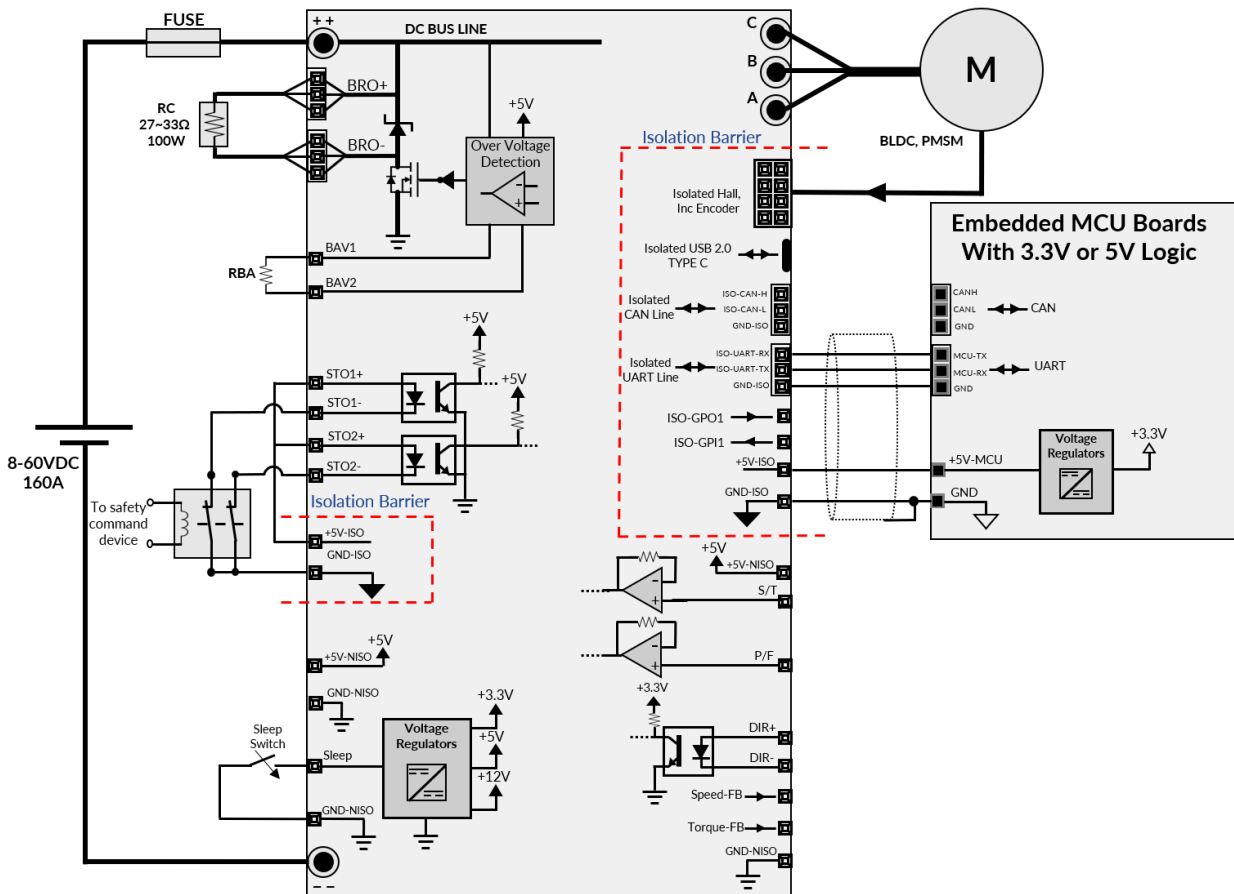 FUSE
+ +
DC BUS LINE
C
B
A
M
BLDC, PMSM
BRO+
BRO-
RC
27~33Ω
100W
+5V
Over Voltage
Detection
-
+
Isolation Barrier
Isolated Hall,
Inc Encoder
Isolated USB 2.0
TYPE C
Embedded MCU Boards
With 3.3V or 5V Logic
BAV1
BAV2
RBA
Isolated
CAN Line
ISO-CAN-H
ISO-CAN-L
GND-ISO
CANH
CANL
GND
CAN
Isolated
UART Line
ISO-UART-RX
ISO-UART-TX
GND-ISO
MCU-TX
MCU-RX
GND
UART
+5V
+5V
STO1+
STO1-
STO2+
STO2-
ISO-GPO1
ISO-GPI1
+5V-ISO
GND-ISO
+5V-MCU
GND
Voltage
Regulators
+3.3V
8-60VDC
160A
To safety
command
device
Isolation Barrier
+5V-ISO
GND-ISO
+5V
+5V-NISO
-
+
S/T
-
+
P/F
+5V
+5V-NISO
GND-NISO
Sleep
Switch
Sleep
GND-NISO
Voltage
Regulators
+3.3V
+5V
+12V
+3.3V
DIR+
DIR-
Speed-FB
Torque-FB
GND-NISO
- -